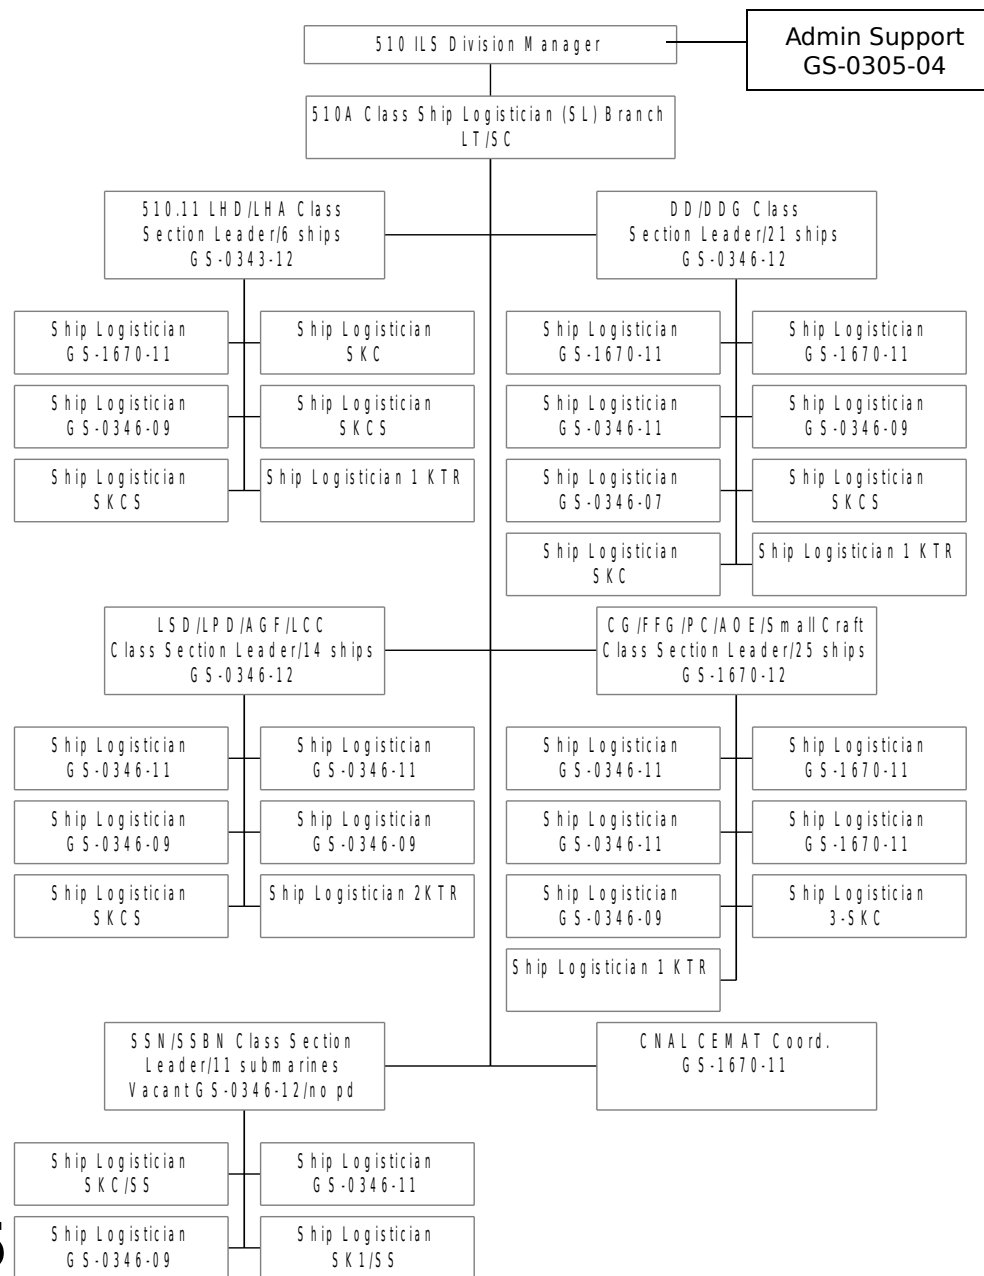 510 ILS Division Manager
Admin Support
GS-0305-04
510A Class Ship Logistician (SL) Branch
LT/SC
510.11 LHD/LHA Class
Section Leader/6 ships
GS-0343-12
DD/DDG Class
Section Leader/21 ships
GS-0346-12
Ship Logistician
GS-1670-11
Ship Logistician
SKC
Ship Logistician
GS-1670-11
Ship Logistician
GS-1670-11
Ship Logistician
GS-0346-09
Ship Logistician
SKCS
Ship Logistician
GS-0346-11
Ship Logistician
GS-0346-09
Ship Logistician
SKCS
Ship Logistician 1 KTR
Ship Logistician
GS-0346-07
Ship Logistician
SKCS
Ship Logistician
SKC
Ship Logistician 1 KTR
LSD/LPD/AGF/LCC
Class Section Leader/14 ships
GS-0346-12
CG/FFG/PC/AOE/Small Craft
Class Section Leader/25 ships
GS-1670-12
Ship Logistician
GS-0346-11
Ship Logistician
GS-0346-11
Ship Logistician
GS-0346-11
Ship Logistician
GS-1670-11
Ship Logistician
GS-0346-09
Ship Logistician
GS-0346-09
Ship Logistician
GS-0346-11
Ship Logistician
GS-1670-11
Ship Logistician
SKCS
Ship Logistician 2KTR
Ship Logistician
GS-0346-09
Ship Logistician
3-SKC
Ship Logistician 1 KTR
SSN/SSBN Class Section
Leader/11 submarines
Vacant GS-0346-12/no pd
CNAL CEMAT Coord.
GS-1670-11
Ship Logistician
SKC/SS
Ship Logistician
GS-0346-11
Ship Logistician
GS-0346-09
Ship Logistician
SK1/SS